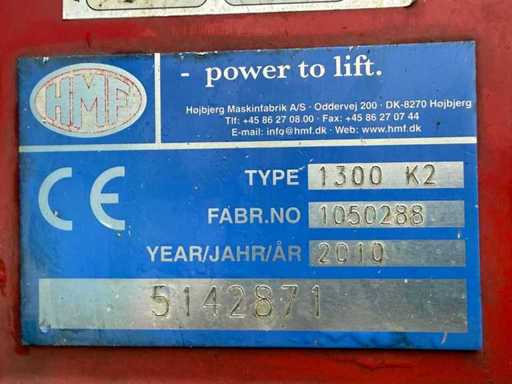 HMF
- power to lift.
Højbjerg Maskinfabrik A/S · Oddervej 200 · DK-8270 Højbjerg
Tlf: +45 86 27 08.00 · Fax: +45 86 27 07 44
E-mail: info@hmf.dk · Web: www.hmf.dk
CE
TYPE 1300 K2
FABR.NO 1050288
YEAR/JAHR/ÅR 2010
5142871